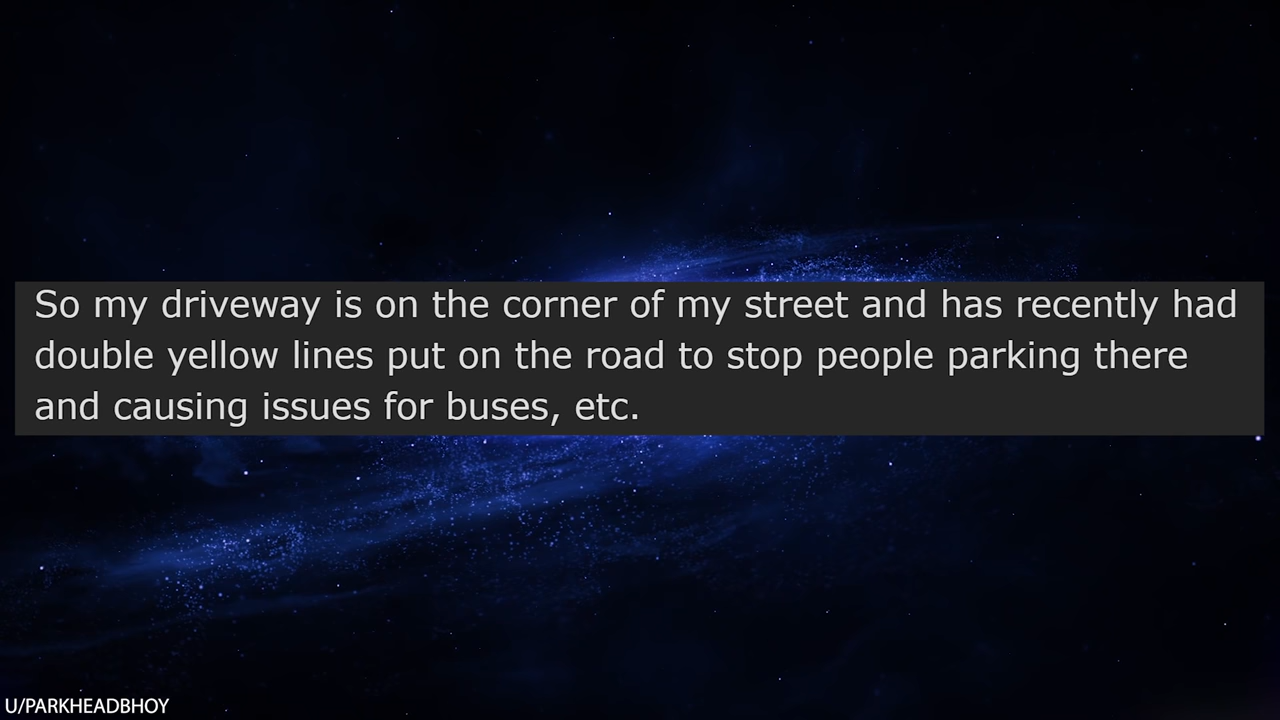 So my driveway is on the corner of my street and has recently had
double yellow lines put on the road to stop people parking there
and causing issues for buses, etc.
U/PARKHEADBHOY